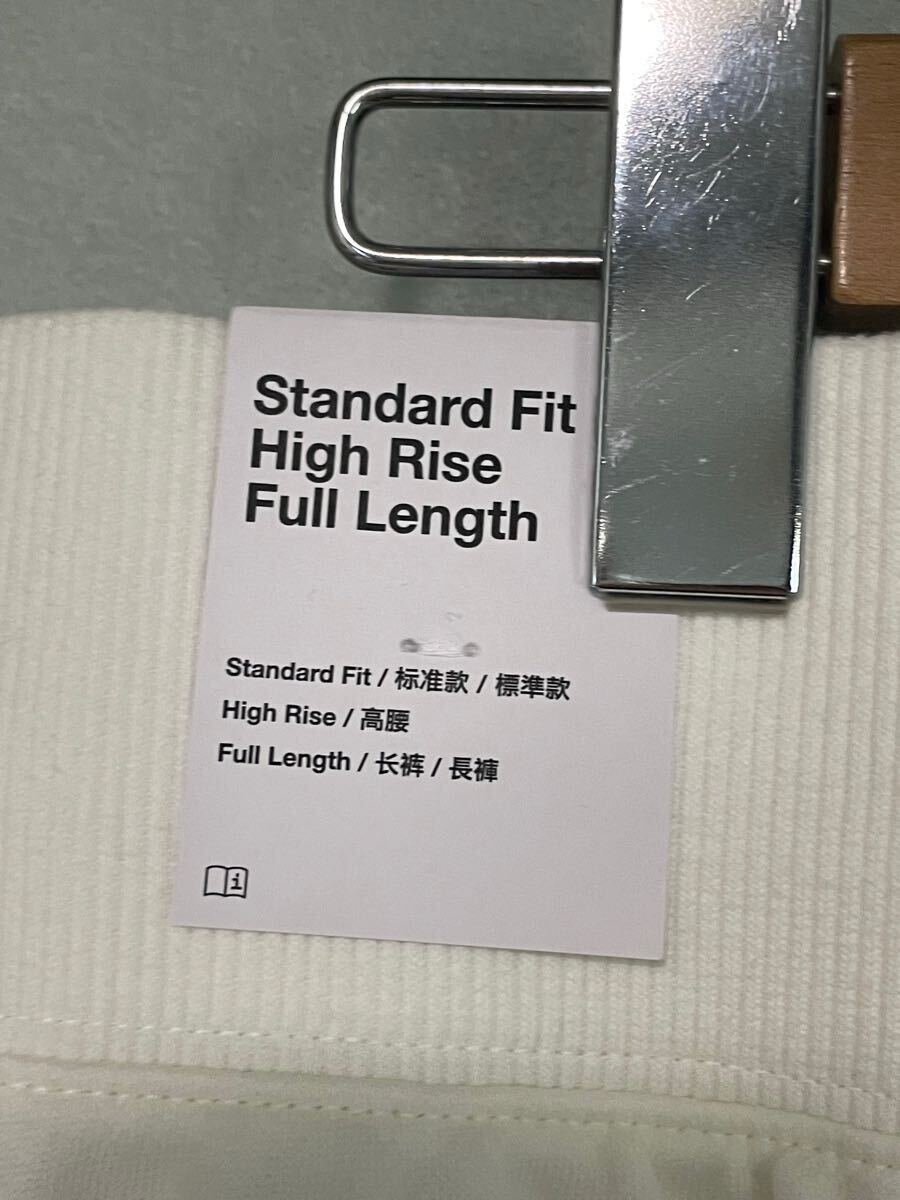 Standard Fit
High Rise
Full Length
Standard Fit / 标准款 / 標準款
High Rise / 高腰
Full Length / 长裤 / 長褲
i